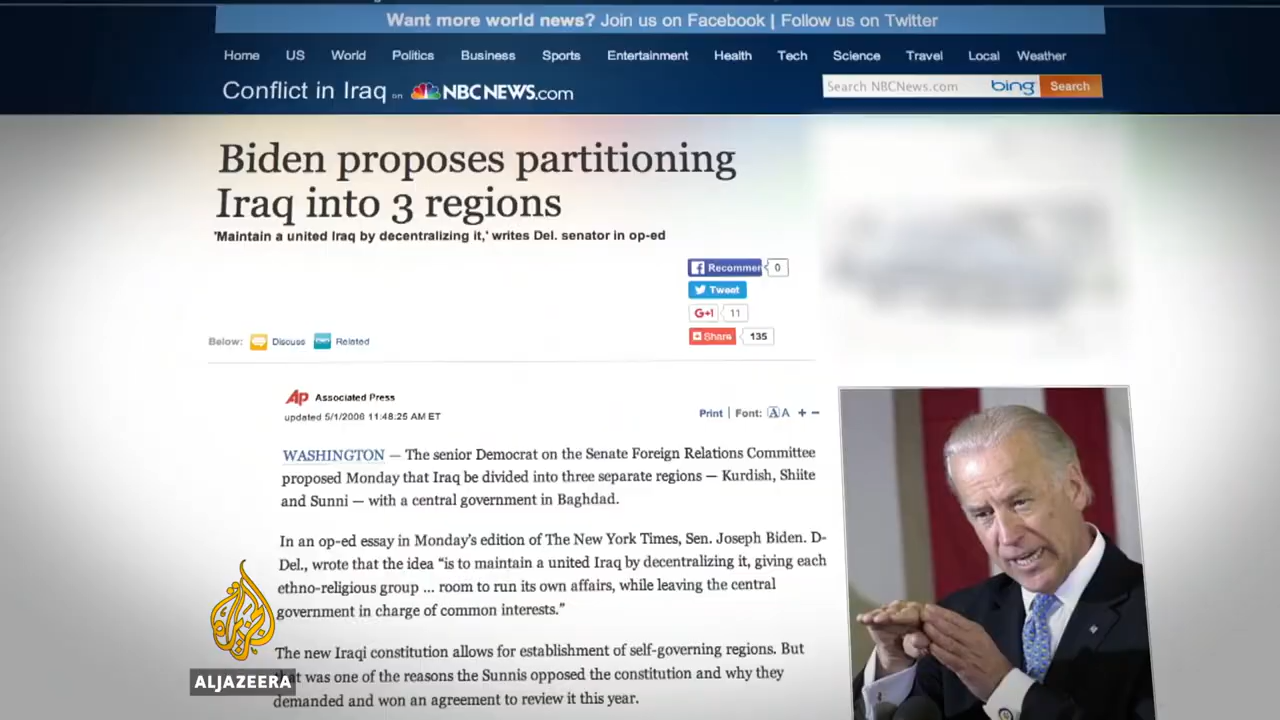 Want more world news? Join us on Facebook | Follow us on Twitter
Home US World Politics Business Sports Entertainment Health Tech Science Travel Local Weather
Conflict in Iraq on NBCNEWS.com
Search NBCNews.com bing Search
Biden proposes partitioning
Iraq into 3 regions
'Maintain a united Iraq by decentralizing it,' writes Del. senator in op-ed
Recommen 0
Tweet
G+1 11
Share 135
Below: Discuss Related
AP Associated Press
updated 5/1/2006 11:48:25 AM ET
Print | Font: A A + −
WASHINGTON — The senior Democrat on the Senate Foreign Relations Committee
proposed Monday that Iraq be divided into three separate regions — Kurdish, Shiite
and Sunni — with a central government in Baghdad.
In an op-ed essay in Monday's edition of The New York Times, Sen. Joseph Biden. D-
Del., wrote that the idea “is to maintain a united Iraq by decentralizing it, giving each
ethno-religious group ... room to run its own affairs, while leaving the central
government in charge of common interests.”
The new Iraqi constitution allows for establishment of self-governing regions. But
it was one of the reasons the Sunnis opposed the constitution and why they
demanded and won an agreement to review it this year.
الجزيرة
ALJAZEERA